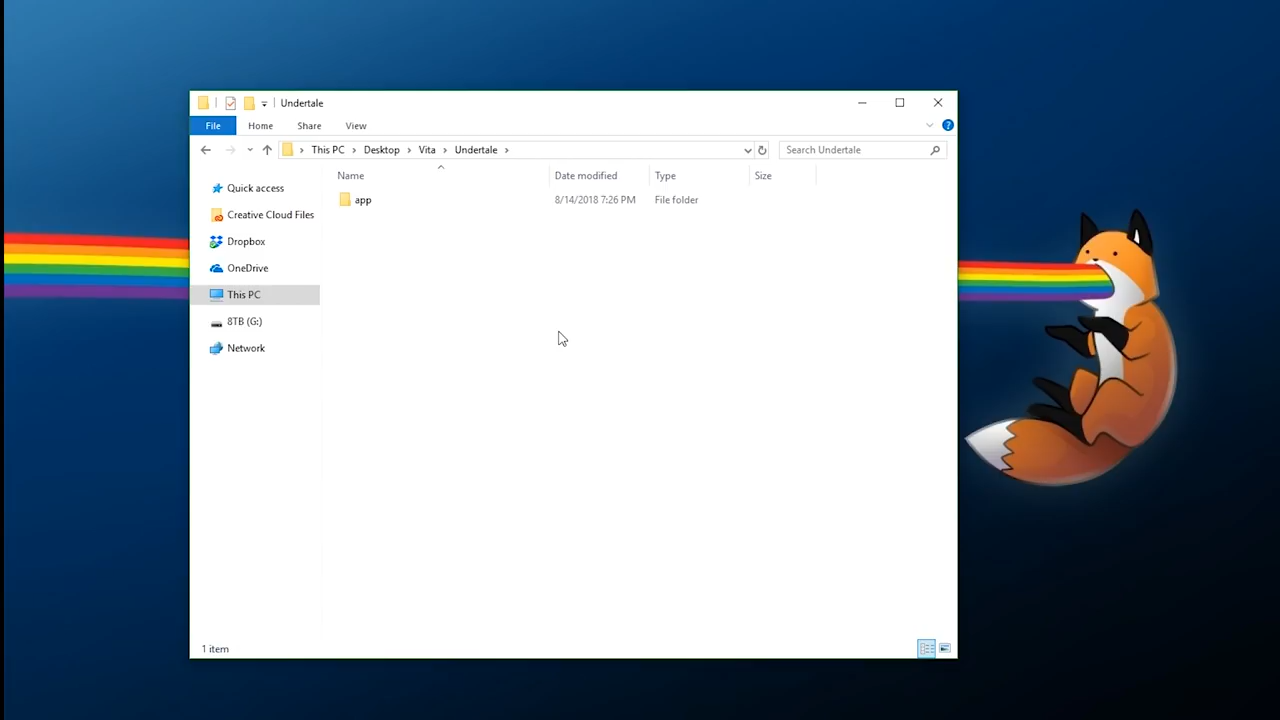 Undertale
File Home Share View
This PC Desktop Vita Undertale Search Undertale
Name Date modified Type Size
app 8/14/2018 7:26 PM File folder
Quick access
Creative Cloud Files
Dropbox
OneDrive
This PC
8TB (G:)
Network
1 item